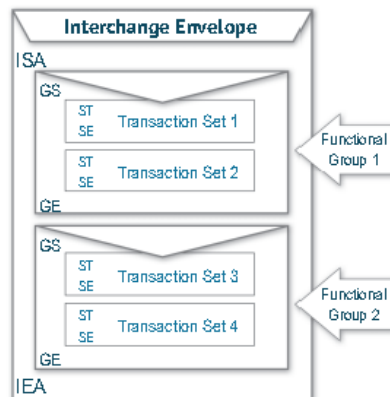 Interchange Envelope
ISA
GS
ST
SE
Transaction Set 1
ST
SE
Transaction Set 2
GE
Functional
Group 1
GS
ST
SE
Transaction Set 3
ST
SE
Transaction Set 4
GE
Functional
Group 2
IEA